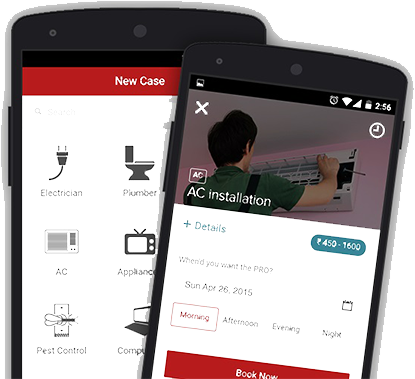 New Case
Search
Electrician
Plumber
AC
Applianc
Pest Control
Comp
2:56
AC
AC installation
+ Details
₹ 450 - 1600
When'd you want the PRO?
Sun Apr 26, 2015
Morning
Afternoon
Evening
Night
Book Now